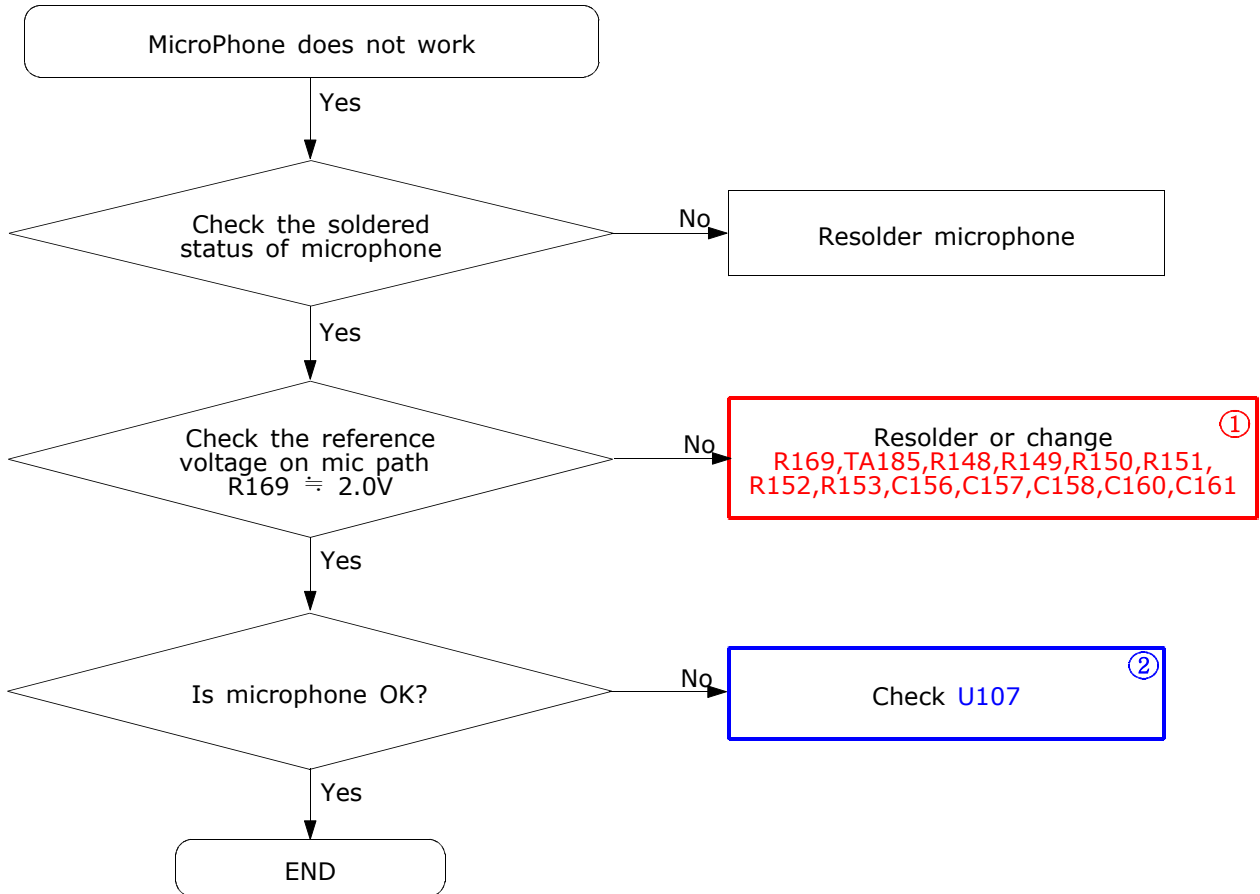 MicroPhone does not work
Yes
Check the soldered
status of microphone
No
Resolder microphone
Yes
Check the reference
voltage on mic path
R169 ≒ 2.0V
No
①
Resolder or change
R169,TA185,R148,R149,R150,R151,
R152,R153,C156,C157,C158,C160,C161
Yes
Is microphone OK?
No
②
Check U107
Yes
END